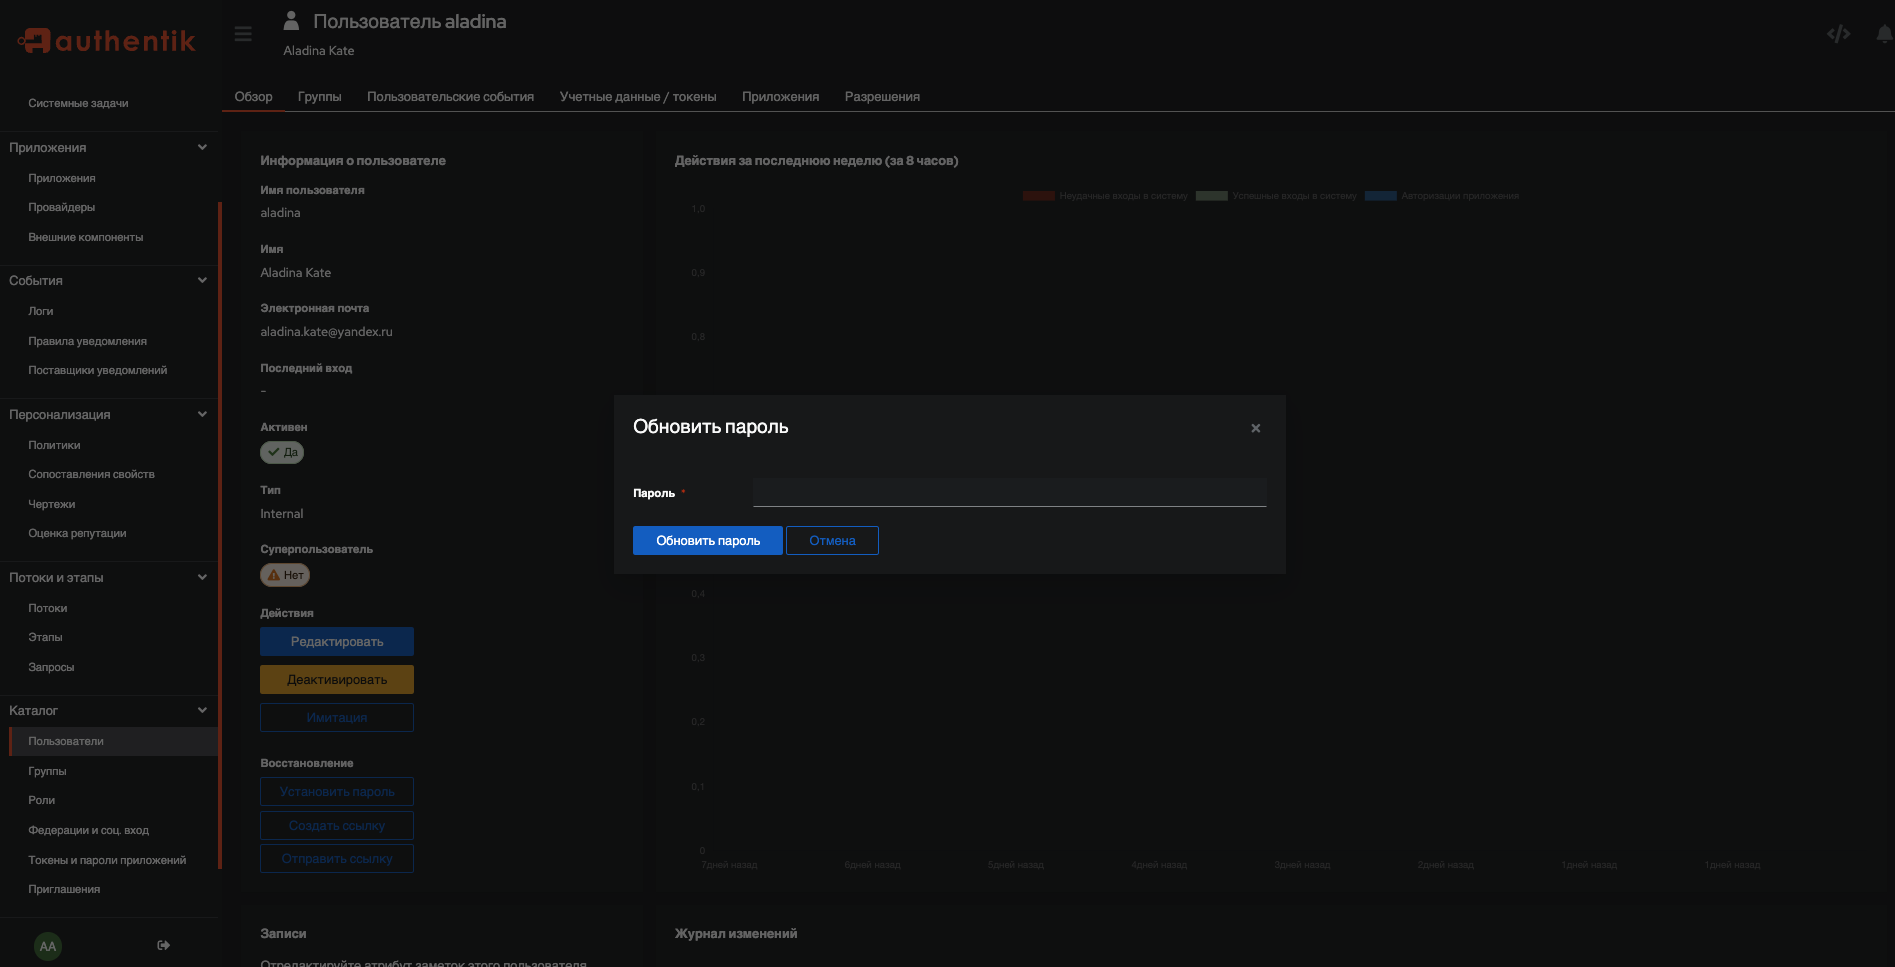 authentik
Системные задачи
Приложения
Приложения
Провайдеры
Внешние компоненты
События
Логи
Правила уведомления
Поставщики уведомлений
Персонализация
Политики
Сопоставления свойств
Чертежи
Оценка репутации
Потоки и этапы
Потоки
Этапы
Запросы
Каталог
Пользователи
Группы
Роли
Федерации и соц. вход
Токены и пароли приложений
Приглашения
AA
Пользователь aladina
Aladina Kate
Обзор Группы Пользовательские события Учетные данные / токены Приложения Разрешения
Информация о пользователе
Имя пользователя
aladina
Имя
Aladina Kate
Электронная почта
aladina.kate@yandex.ru
Последний вход
-
Активен
Да
Тип
Internal
Суперпользователь
Нет
Действия
Редактировать
Деактивировать
Имитация
Восстановление
Установить пароль
Создать ссылку
Отправить ссылку
Действия за последнюю неделю (за 8 часов)
Неудачные входы в систему Успешные входы в систему Авторизации приложения
1,0
0,9
0,8
0,4
0,3
0,2
0,1
0
7дней назад 6дней назад 5дней назад 4дней назад 3дней назад 2дней назад 1дней назад 1дней назад
Обновить пароль
×
Пароль *
Обновить пароль Отмена
Записи
Отредактируйте атрибут заметок этого пользователя
Журнал изменений